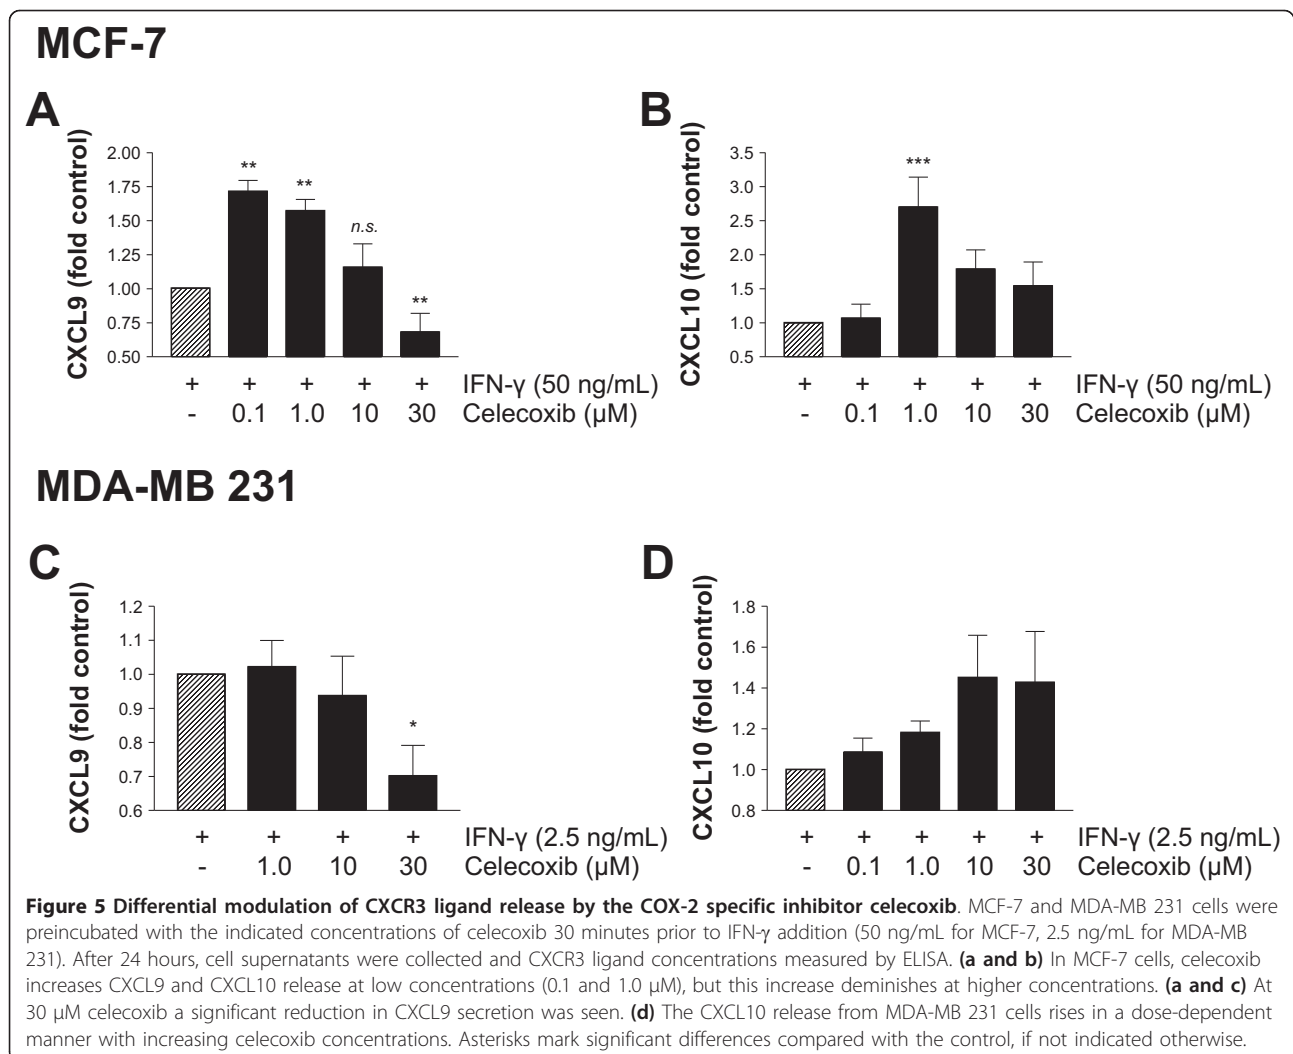 MCF-7
A
CXCL9 (fold control)
2.00
1.75
1.50
1.25
1.00
0.75
0.50
**
**
n.s.
**
+ + + + + IFN-γ (50 ng/mL)
- 0.1 1.0 10 30 Celecoxib (µM)
B
CXCL10 (fold control)
3.5
3.0
2.5
2.0
1.5
1.0
0.5
***
+ + + + + IFN-γ (50 ng/mL)
- 0.1 1.0 10 30 Celecoxib (µM)
MDA-MB 231
C
CXCL9 (fold control)
1.2
1.1
1.0
0.9
0.8
0.7
0.6
*
+ + + + IFN-γ (2.5 ng/mL)
- 1.0 10 30 Celecoxib (µM)
D
CXCL10 (fold control)
1.8
1.6
1.4
1.2
1.0
0.8
+ + + + + IFN-γ (2.5 ng/mL)
- 0.1 1.0 10 30 Celecoxib (µM)
Figure 5 Differential modulation of CXCR3 ligand release by the COX-2 specific inhibitor celecoxib. MCF-7 and MDA-MB 231 cells were
preincubated with the indicated concentrations of celecoxib 30 minutes prior to IFN-γ addition (50 ng/mL for MCF-7, 2.5 ng/mL for MDA-MB
231). After 24 hours, cell supernatants were collected and CXCR3 ligand concentrations measured by ELISA. (a and b) In MCF-7 cells, celecoxib
increases CXCL9 and CXCL10 release at low concentrations (0.1 and 1.0 µM), but this increase deminishes at higher concentrations. (a and c) At
30 µM celecoxib a significant reduction in CXCL9 secretion was seen. (d) The CXCL10 release from MDA-MB 231 cells rises in a dose-dependent
manner with increasing celecoxib concentrations. Asterisks mark significant differences compared with the control, if not indicated otherwise.